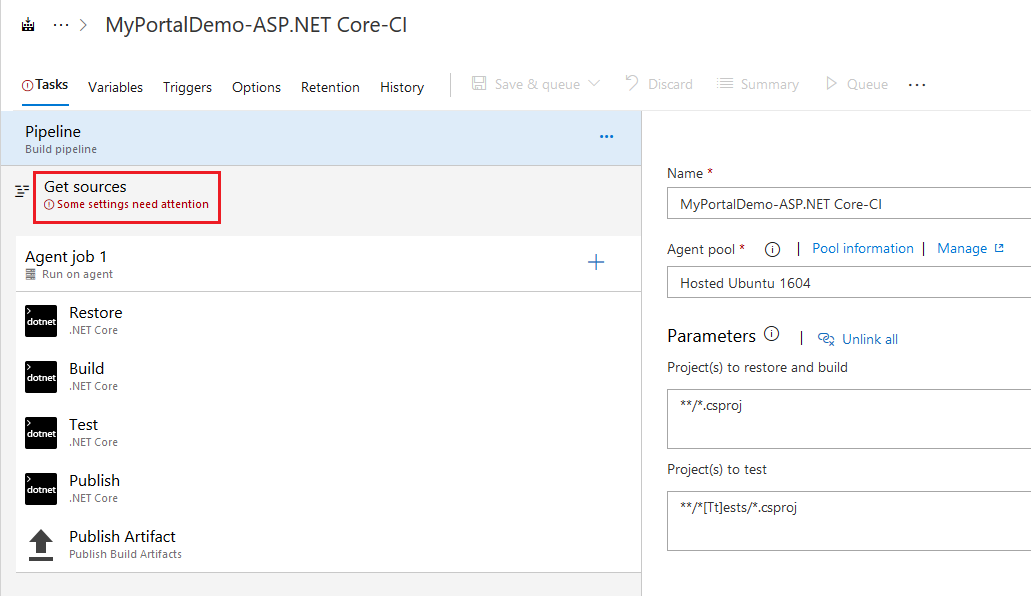 ··· > MyPortalDemo-ASP.NET Core-CI
Tasks Variables Triggers Options Retention History | Save & queue Discard Summary Queue ···
Pipeline ···
Build pipeline
Get sources
Some settings need attention
Agent job 1 +
Run on agent
dotnet Restore
.NET Core
dotnet Build
.NET Core
dotnet Test
.NET Core
dotnet Publish
.NET Core
Publish Artifact
Publish Build Artifacts
Name *
MyPortalDemo-ASP.NET Core-CI
Agent pool * | Pool information | Manage
Hosted Ubuntu 1604
Parameters | Unlink all
Project(s) to restore and build
**/*.csproj
Project(s) to test
**/*[Tt]ests/*.csproj